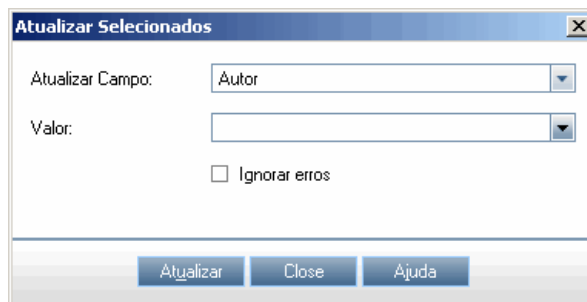 Atualizar Selecionados
Atualizar Campo: Autor
Valor:
Ignorar erros
Atualizar Close Ajuda